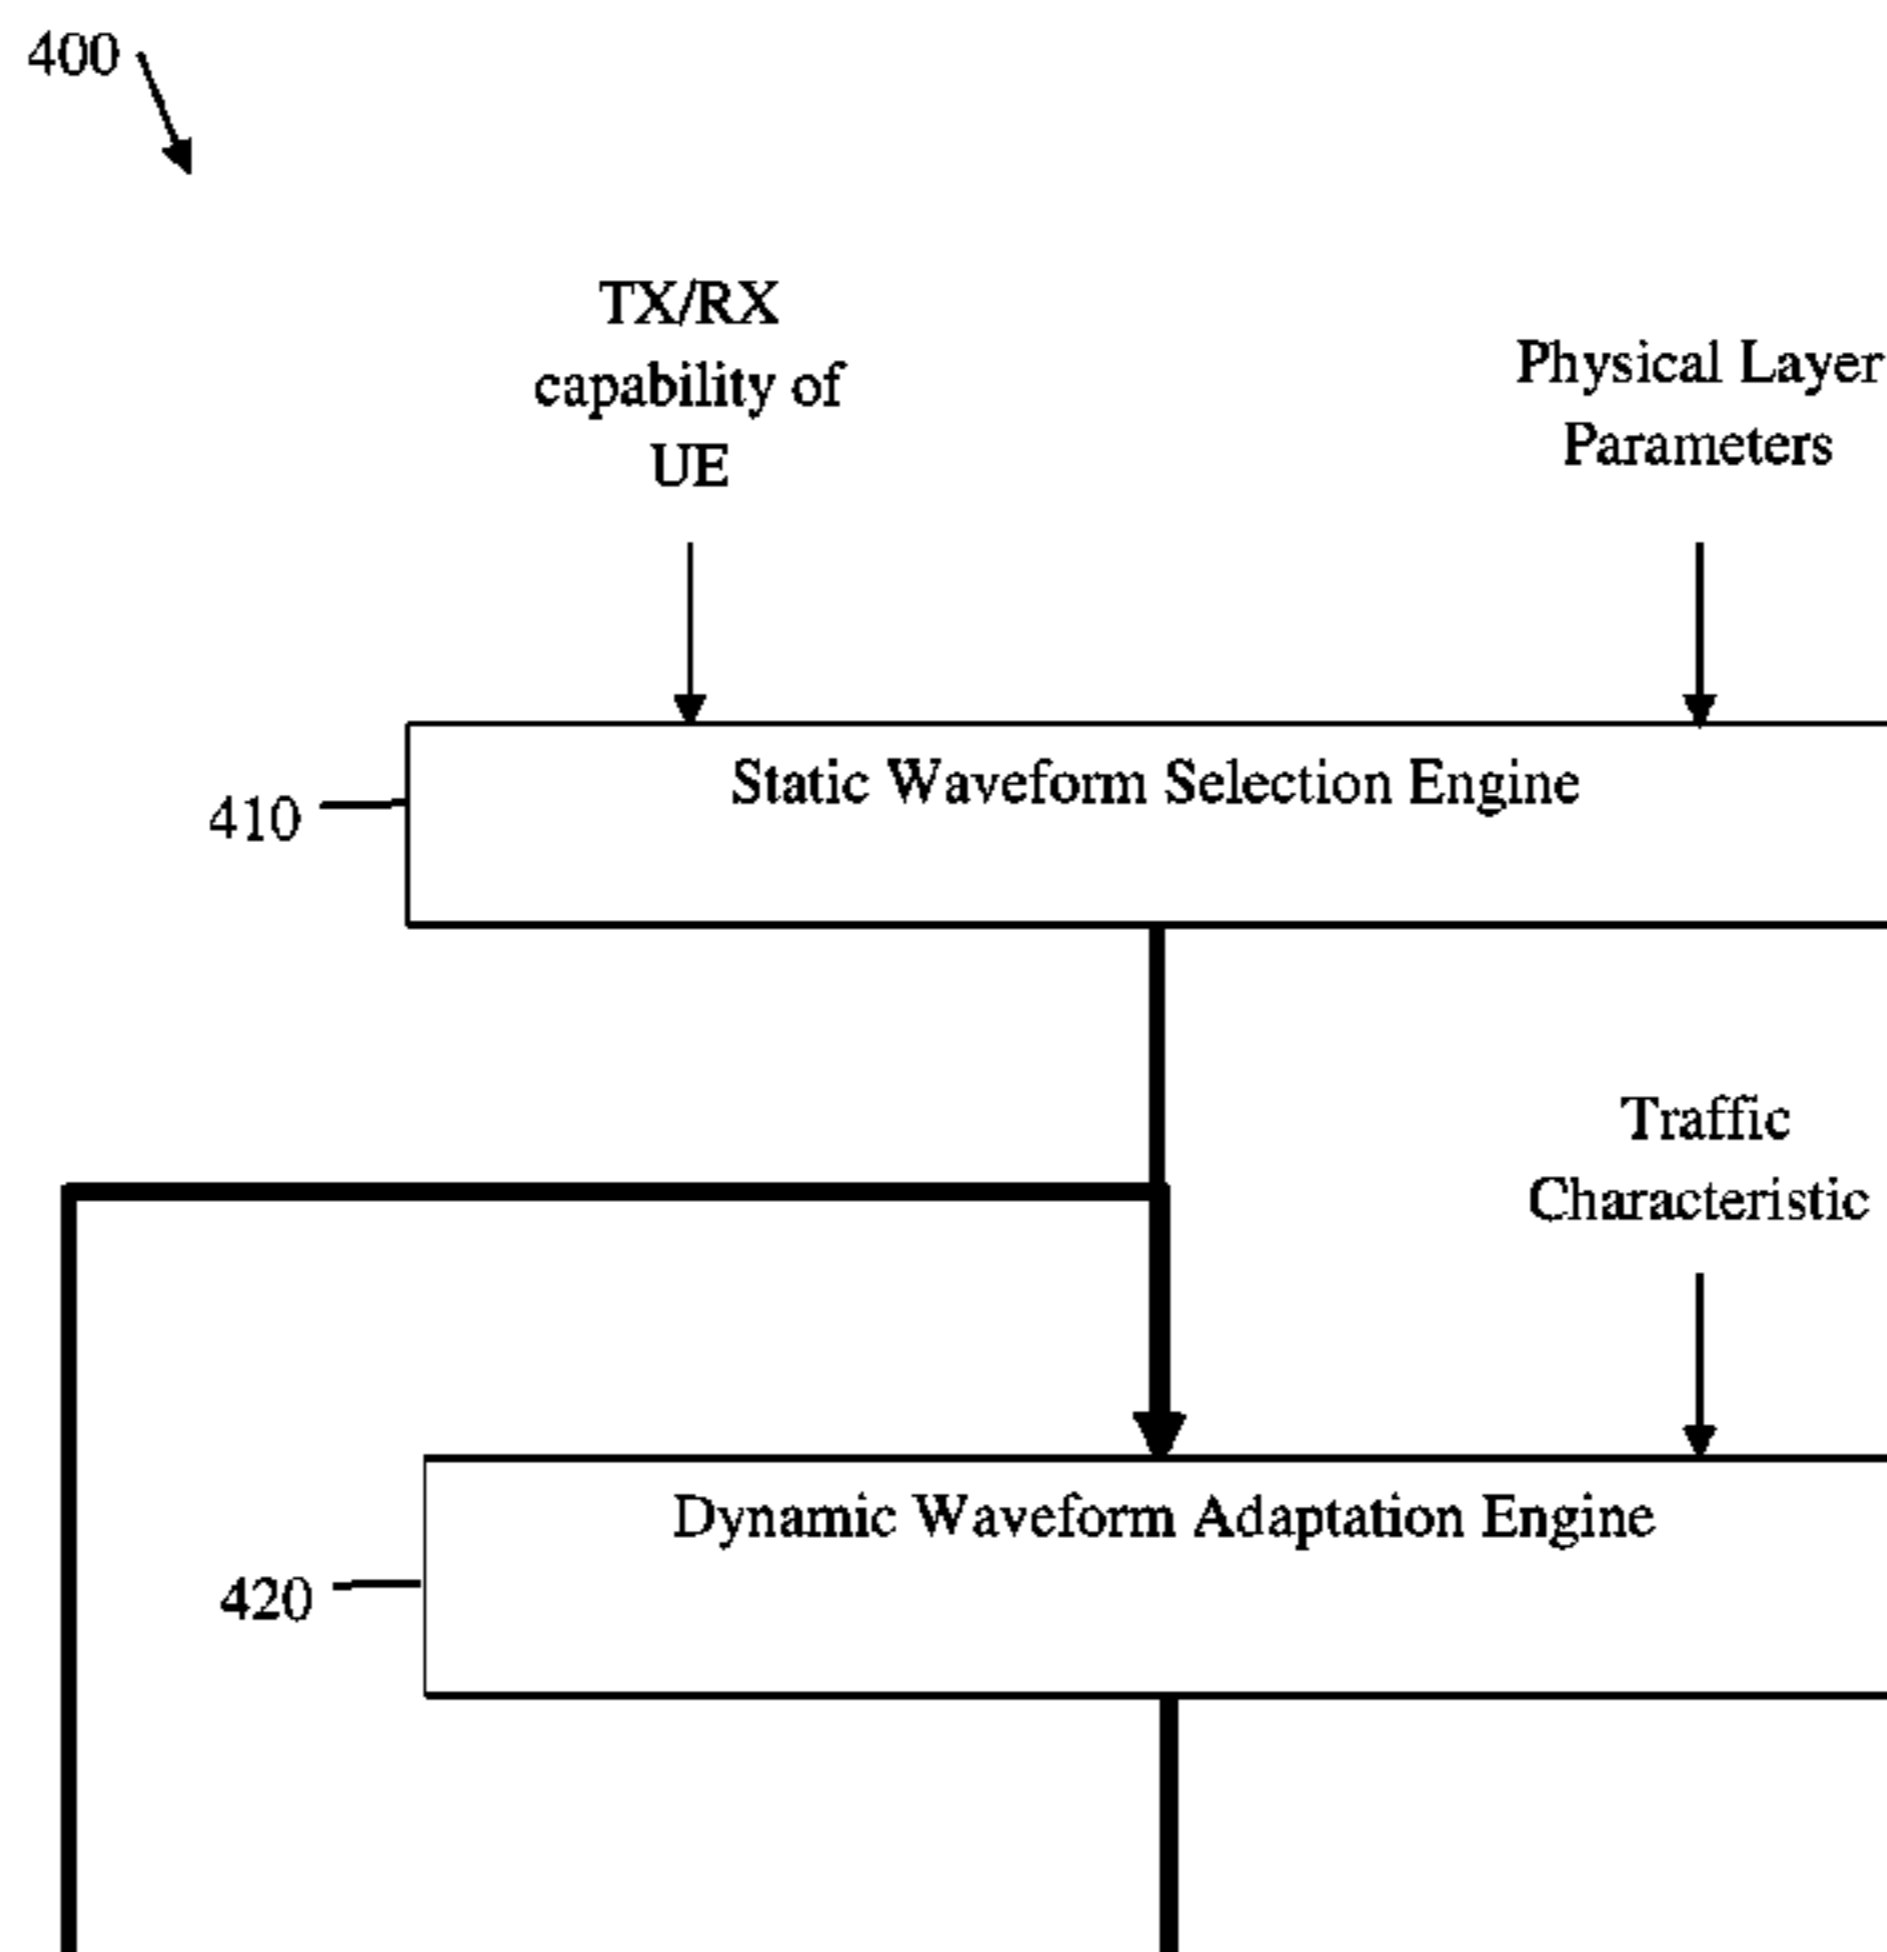 400
TX/RX
capability of
UE
Physical Layer
Parameters
Static Waveform Selection Engine
410
Traffic
Characteristic
Dynamic Waveform Adaptation Engine
420